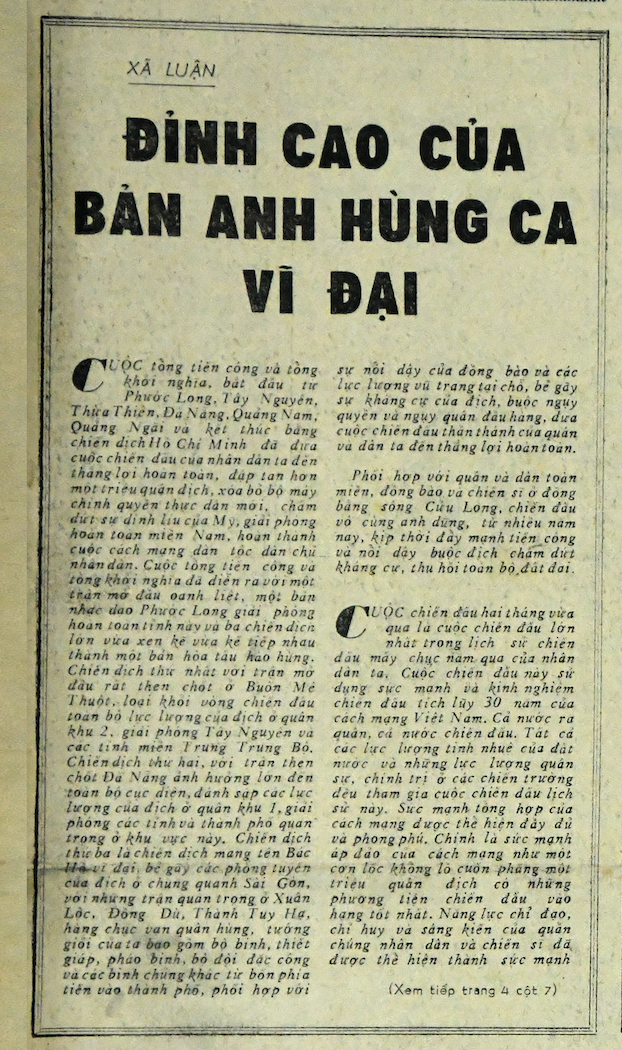 XÃ LUẬN
ĐỈNH CAO CỦA
BẢN ANH HÙNG CA
VĨ ĐẠI
CUỘC tổng tiến công và tổng
khởi nghĩa, bắt đầu từ
Phước Long, Tây Nguyên,
Thừa Thiên, Đà Nẵng, Quảng Nam,
Quảng Ngãi và kết thúc bằng
chiến dịch Hồ Chí Minh đã đưa
cuộc chiến đấu của nhân dân ta đến
thắng lợi hoàn toàn, đập tan hơn
một triệu quân địch, xóa bỏ bộ máy
chính quyền thực dân mới, chấm
dứt sự dính líu của Mỹ, giải phóng
hoàn toàn miền Nam, hoàn thành
cuộc cách mạng dân tộc dân chủ
nhân dân. Cuộc tổng tiến công và
tổng khởi nghĩa đã diễn ra với một
trận mở đầu oanh liệt, một bản
nhạc dạo Phước Long giải phóng
hoàn toàn tỉnh này và ba chiến dịch
lớn vừa xen kẽ vừa kế tiếp nhau
thành một bản hòa tấu hào hùng.
Chiến dịch thứ nhất với trận mở
đầu rất then chốt ở Buôn Mê
Thuột, loại khỏi vòng chiến đấu
toàn bộ lực lượng của địch ở quân
khu 2, giải phóng Tây Nguyên và
các tỉnh miền Trung Trung Bộ.
Chiến dịch thứ hai, với trận then
chốt Đà Nẵng ảnh hưởng lớn đến
toàn bộ cục diện, đánh sập các lực
lượng của địch ở quân khu 1, giải
phóng các tỉnh và thành phố quan
trọng ở khu vực này. Chiến dịch
thứ ba là chiến dịch mang tên Bác
Hồ vĩ đại, bẻ gãy các phòng tuyến
của địch ở chung quanh Sài Gòn,
với những trận quan trọng ở Xuân
Lộc, Đồng Dù, Thành Tuy Hạ,
hàng chục vạn quân hùng, tướng
giỏi của ta bao gồm bộ binh, thiết
giáp, pháo binh, bộ đội đặc công
và các binh chủng khác từ bốn phía
tiến vào thành phố, phối hợp với
sự nổi dậy của đồng bào và các
lực lượng vũ trang tại chỗ, bẻ gãy
sự kháng cự của địch, buộc ngụy
quyền và ngụy quân đầu hàng, đưa
cuộc chiến đấu thần thánh của quân
và dân ta đến thắng lợi hoàn toàn.
Phối hợp với quân và dân toàn
miền, đồng bào và chiến sĩ ở đồng
bằng sông Cửu Long, chiến đấu
vô cùng anh dũng, từ nhiều năm
nay, kịp thời đẩy mạnh tiến công
và nổi dậy buộc địch chấm dứt
kháng cự, thu hồi toàn bộ đất đai.
CUỘC chiến đấu hai tháng vừa
qua là cuộc chiến đấu lớn
nhất trong lịch sử chiến
đấu mấy chục năm qua của nhân
dân ta. Cuộc chiến đấu này sử
dụng sức mạnh và kinh nghiệm
chiến đấu tích lũy 30 năm của
cách mạng Việt Nam. Cả nước ra
quân, cả nước chiến đấu. Tất cả
các lực lượng tinh nhuệ của đất
nước và những lực lượng quân
sự, chính trị ở các chiến trường
đều tham gia cuộc chiến đấu lịch
sử này. Sức mạnh tổng hợp của
cách mạng được thể hiện đầy đủ
và phong phú. Chính là sức mạnh
áp đảo của cách mạng như một
cơn lốc khổng lồ cuốn phăng một
triệu quân địch có những
phương tiện chiến đấu vào
hạng tốt nhất. Năng lực chỉ đạo,
chỉ huy và sáng kiến của quần
chúng nhân dân và chiến sĩ đã
được thể hiện thành sức mạnh
(Xem tiếp trang 4 cột 7)